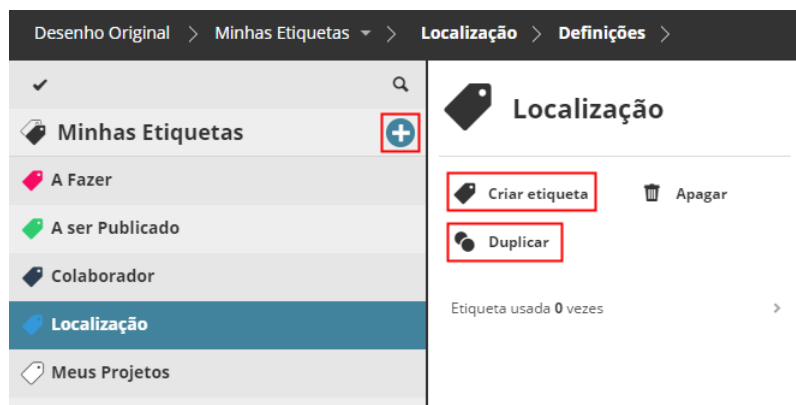 Desenho Original > Minhas Etiquetas > Localização > Definições >
Minhas Etiquetas
A Fazer
A ser Publicado
Colaborador
Localização
Meus Projetos
Localização
Criar etiqueta
Apagar
Duplicar
Etiqueta usada 0 vezes